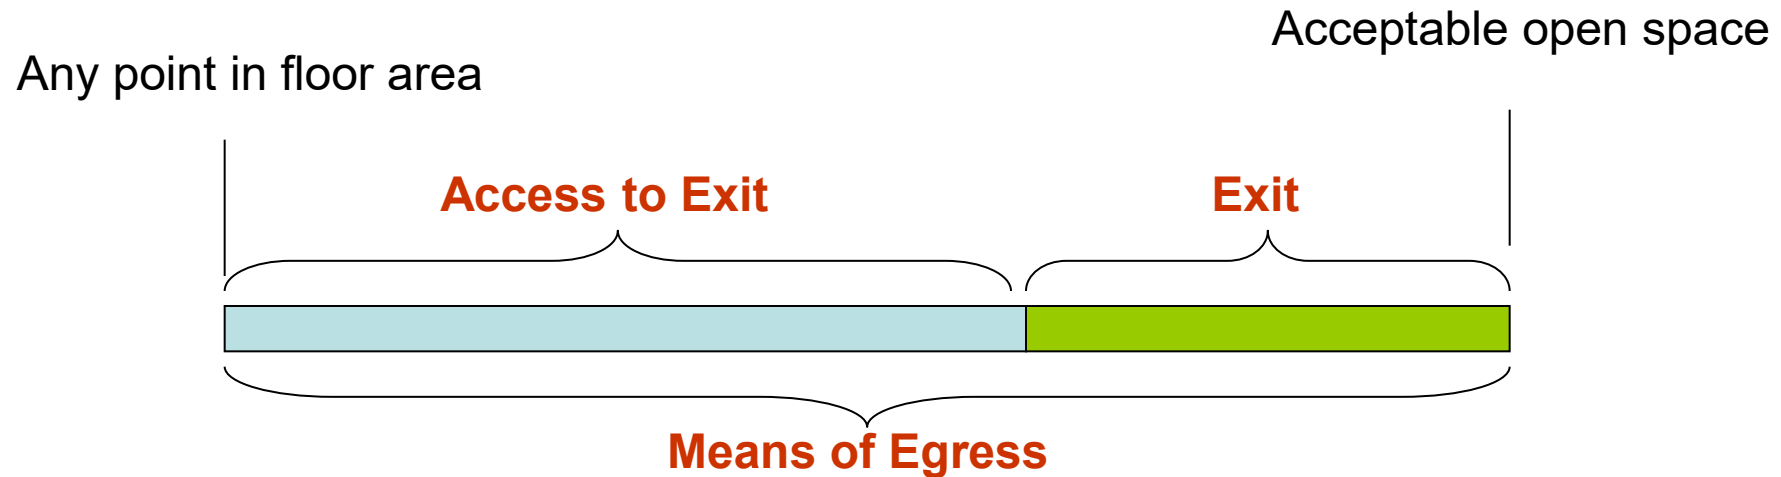 Acceptable open space
Any point in floor area
Access to Exit
Exit
Means of Egress